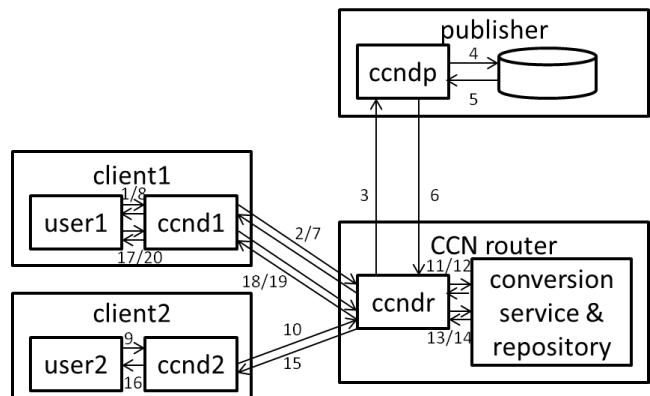 publisher
ccndp
4
5
3
6
client1
1/8
user1
ccnd1
17/20
2/7
18/19
CCN router
11/12
ccndr
conversion
service &
repository
13/14
client2
9
user2
ccnd2
16
10
15